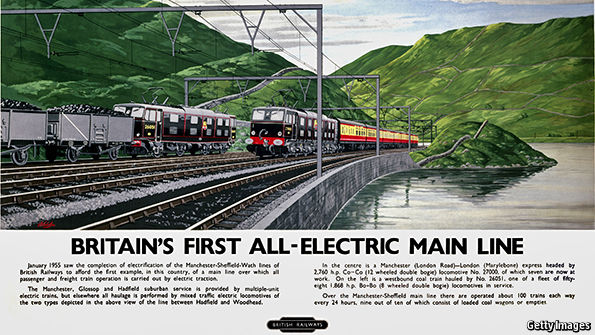 26051
BRITAIN'S FIRST ALL-ELECTRIC MAIN LINE
January 1955 saw the completion of electrification of the Manchester-Sheffield-Wath lines of
British Railways to afford the first example, in this country, of a main line over which all
passenger and freight train operation is carried out by electric traction.
The Manchester, Glossop and Hadfield suburban service is provided by multiple-unit
electric trains, but elsewhere all haulage is performed by mixed traffic electric locomotives of
the two types depicted in the above view of the line between Hadfield and Woodhead.
In the centre is a Manchester (London Road)—London (Marylebone) express headed by
2,760 h.p. Co—Co (12 wheeled double bogie) locomotive No. 27000, of which seven are now at
work. On the left is a westbound coal train hauled by No. 26051, one of a fleet of fifty-
eight 1,868 h.p. Bo—Bo (8 wheeled double bogie) locomotives in service.
Over the Manchester-Sheffield main line there are operated about 100 trains each way
every 24 hours, nine out of ten of which consist of loaded coal wagons or empties.
BRITISH RAILWAYS
Getty Images